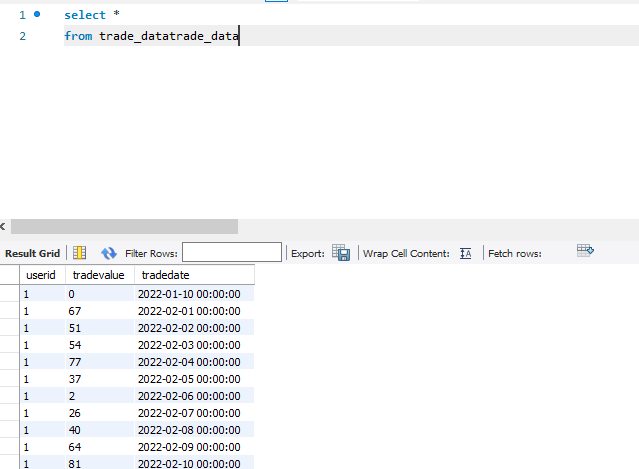 1 select *
2 from trade_datatrade_data
Result Grid Filter Rows: Export: Wrap Cell Content: Fetch rows:
userid tradevalue tradedate
1 0 2022-01-10 00:00:00
1 67 2022-02-01 00:00:00
1 51 2022-02-02 00:00:00
1 54 2022-02-03 00:00:00
1 77 2022-02-04 00:00:00
1 37 2022-02-05 00:00:00
1 2 2022-02-06 00:00:00
1 26 2022-02-07 00:00:00
1 40 2022-02-08 00:00:00
1 64 2022-02-09 00:00:00
1 81 2022-02-10 00:00:00